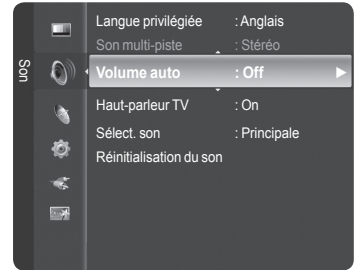 Son
Langue privilégiée : Anglais
Son multi-piste : Stéréo
Volume auto : Off
Haut-parleur TV : On
Sélect. son : Principale
Réinitialisation du son